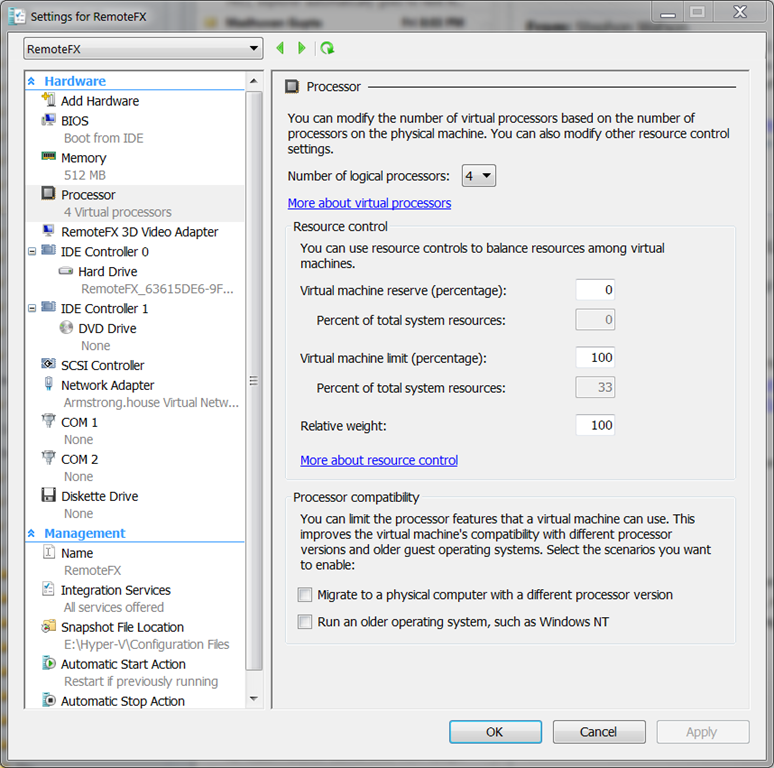 Madhuvan Gupta
Settings for RemoteFX
RemoteFX
Hardware
Add Hardware
BIOS
Boot from IDE
Memory
512 MB
Processor
4 Virtual processors
RemoteFX 3D Video Adapter
IDE Controller 0
Hard Drive
RemoteFX_63615DE6-9F...
IDE Controller 1
DVD Drive
None
SCSI Controller
Network Adapter
Armstrong.house Virtual Netw...
COM 1
None
COM 2
None
Diskette Drive
None
Management
Name
RemoteFX
Integration Services
All services offered
Snapshot File Location
E:\Hyper-V\Configuration Files
Automatic Start Action
Restart if previously running
Automatic Stop Action
Processor
You can modify the number of virtual processors based on the number of
processors on the physical machine. You can also modify other resource control
settings.
Number of logical processors: 4
More about virtual processors
Resource control
You can use resource controls to balance resources among virtual
machines.
Virtual machine reserve (percentage): 0
Percent of total system resources: 0
Virtual machine limit (percentage): 100
Percent of total system resources: 33
Relative weight: 100
More about resource control
Processor compatibility
You can limit the processor features that a virtual machine can use. This
improves the virtual machine's compatibility with different processor
versions and older guest operating systems. Select the scenarios you want
to enable:
Migrate to a physical computer with a different processor version
Run an older operating system, such as Windows NT
OK Cancel Apply